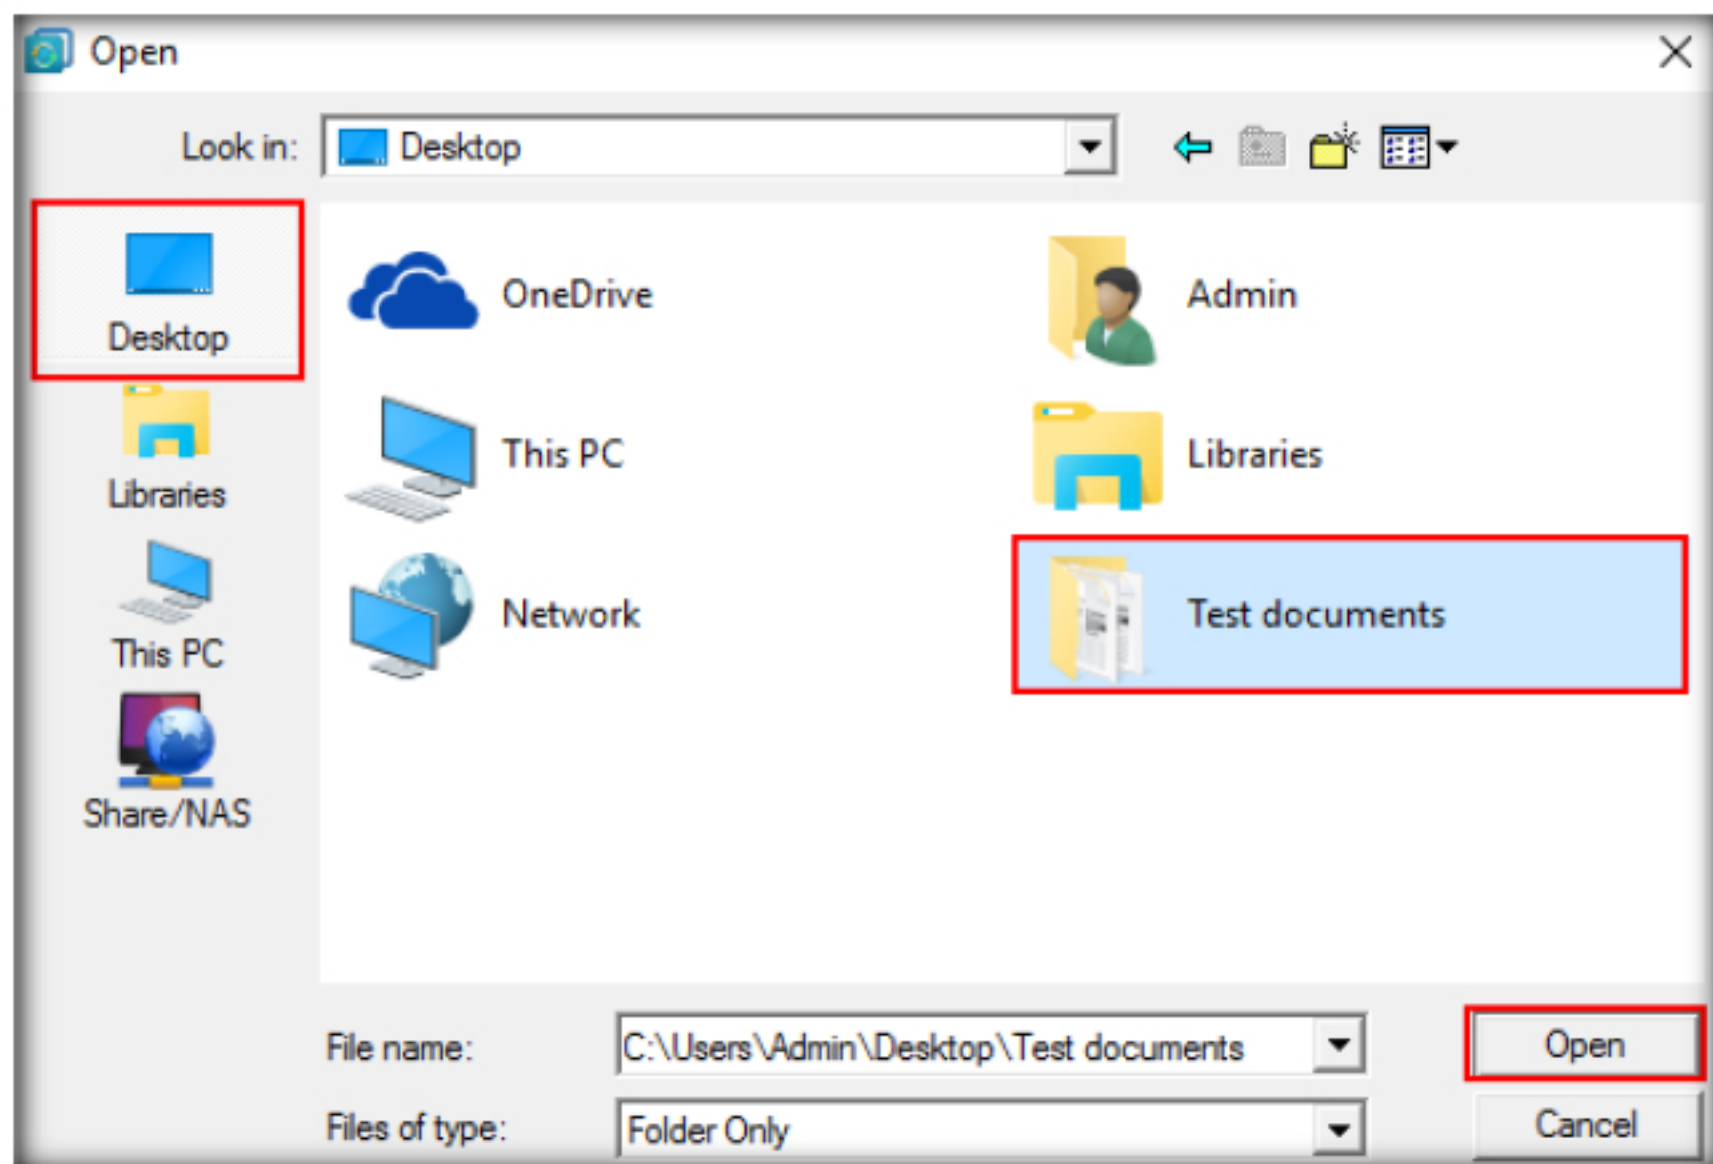 Open
Look in: Desktop
Desktop
Libraries
This PC
Share/NAS
OneDrive
Admin
This PC
Libraries
Network
Test documents
File name: C:\Users\Admin\Desktop\Test documents
Open
Files of type: Folder Only
Cancel